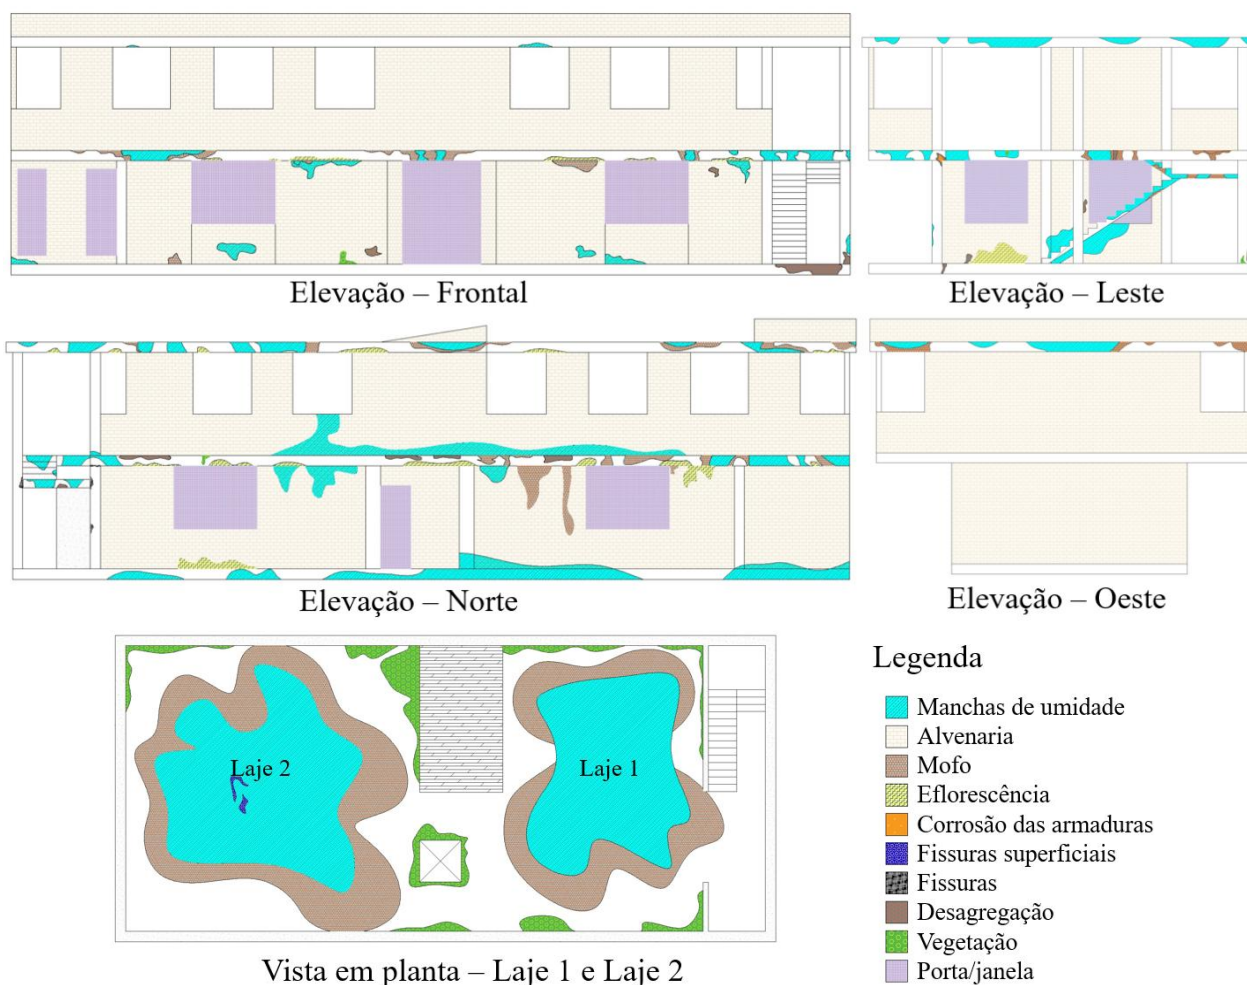 Elevação – Frontal
Elevação – Leste
Elevação – Norte
Elevação – Oeste
Laje 2
Laje 1
Vista em planta – Laje 1 e Laje 2
Legenda
Manchas de umidade
Alvenaria
Mofo
Eflorescência
Corrosão das armaduras
Fissuras superficiais
Fissuras
Desagregação
Vegetação
Porta/janela